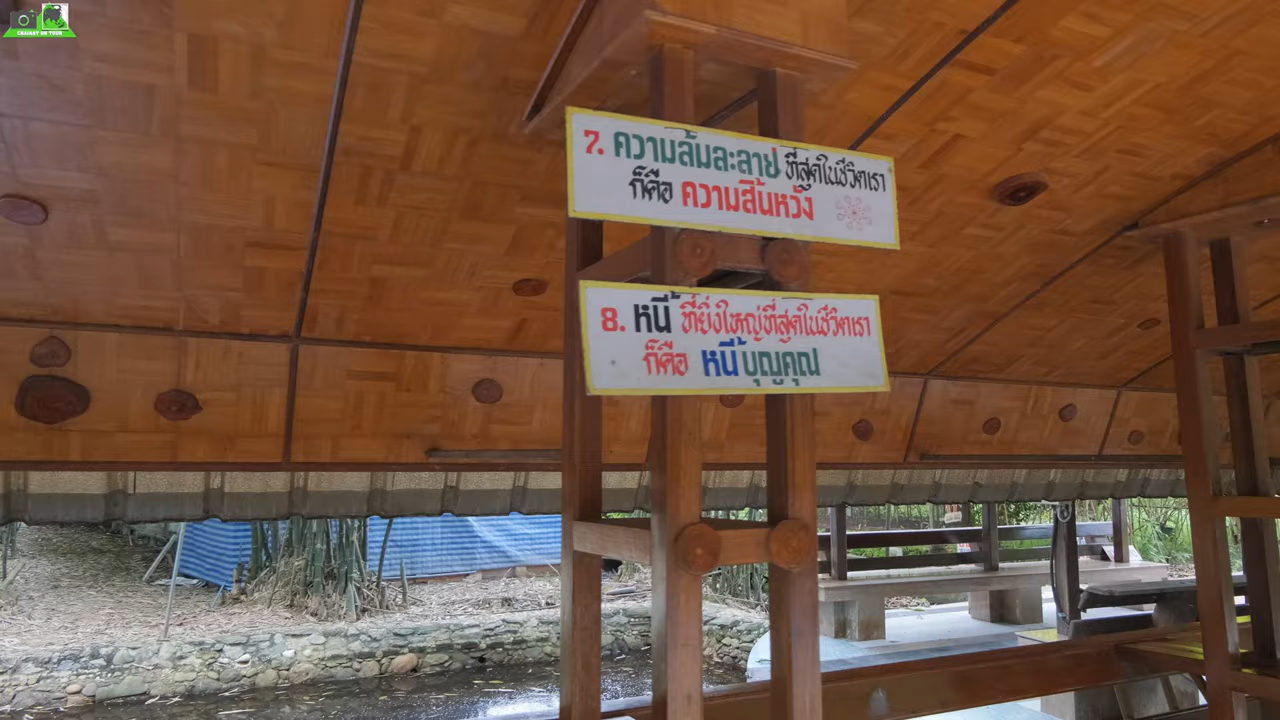 CHAINAT ON TOUR
7. ความล้มละลาย ที่สุดในชีวิตเรา
ก็คือ ความสิ้นหวัง
8. หนี้ ที่ยิ่งใหญ่ที่สุดในชีวิตเรา
ก็คือ หนี้บุญคุณ